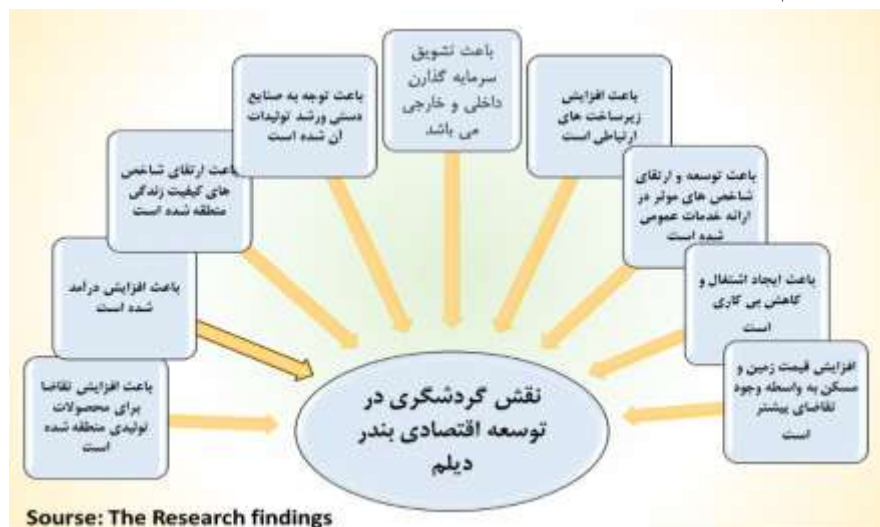 باعث تشویق
سرمایه گذارن
داخلی و خارجی
می باشد
باعث افزایش
زیرساخت های
ارتباطی است
باعث توسعه و ارتقای
شاخص های موثر در
ارائه خدمات عمومی
شده است
باعث ایجاد اشتغال و
کاهش بی کاری
است
افزایش قیمت زمین و
مسکن به واسطه وجود
تقاضای بیشتر
است
باعث توجه به صنایع
دستی ورشد تولیدات
آن شده است
باعث ارتقای شاخص
های کیفیت زندگی
منطقه شده است
باعث افزایش درآمد
شده است
باعث افزایش تقاضا
برای محصولات
تولیدی منطقه شده
است
نقش گردشگری در
توسعه اقتصادی بندر
دیلم
Sourse: The Research findings